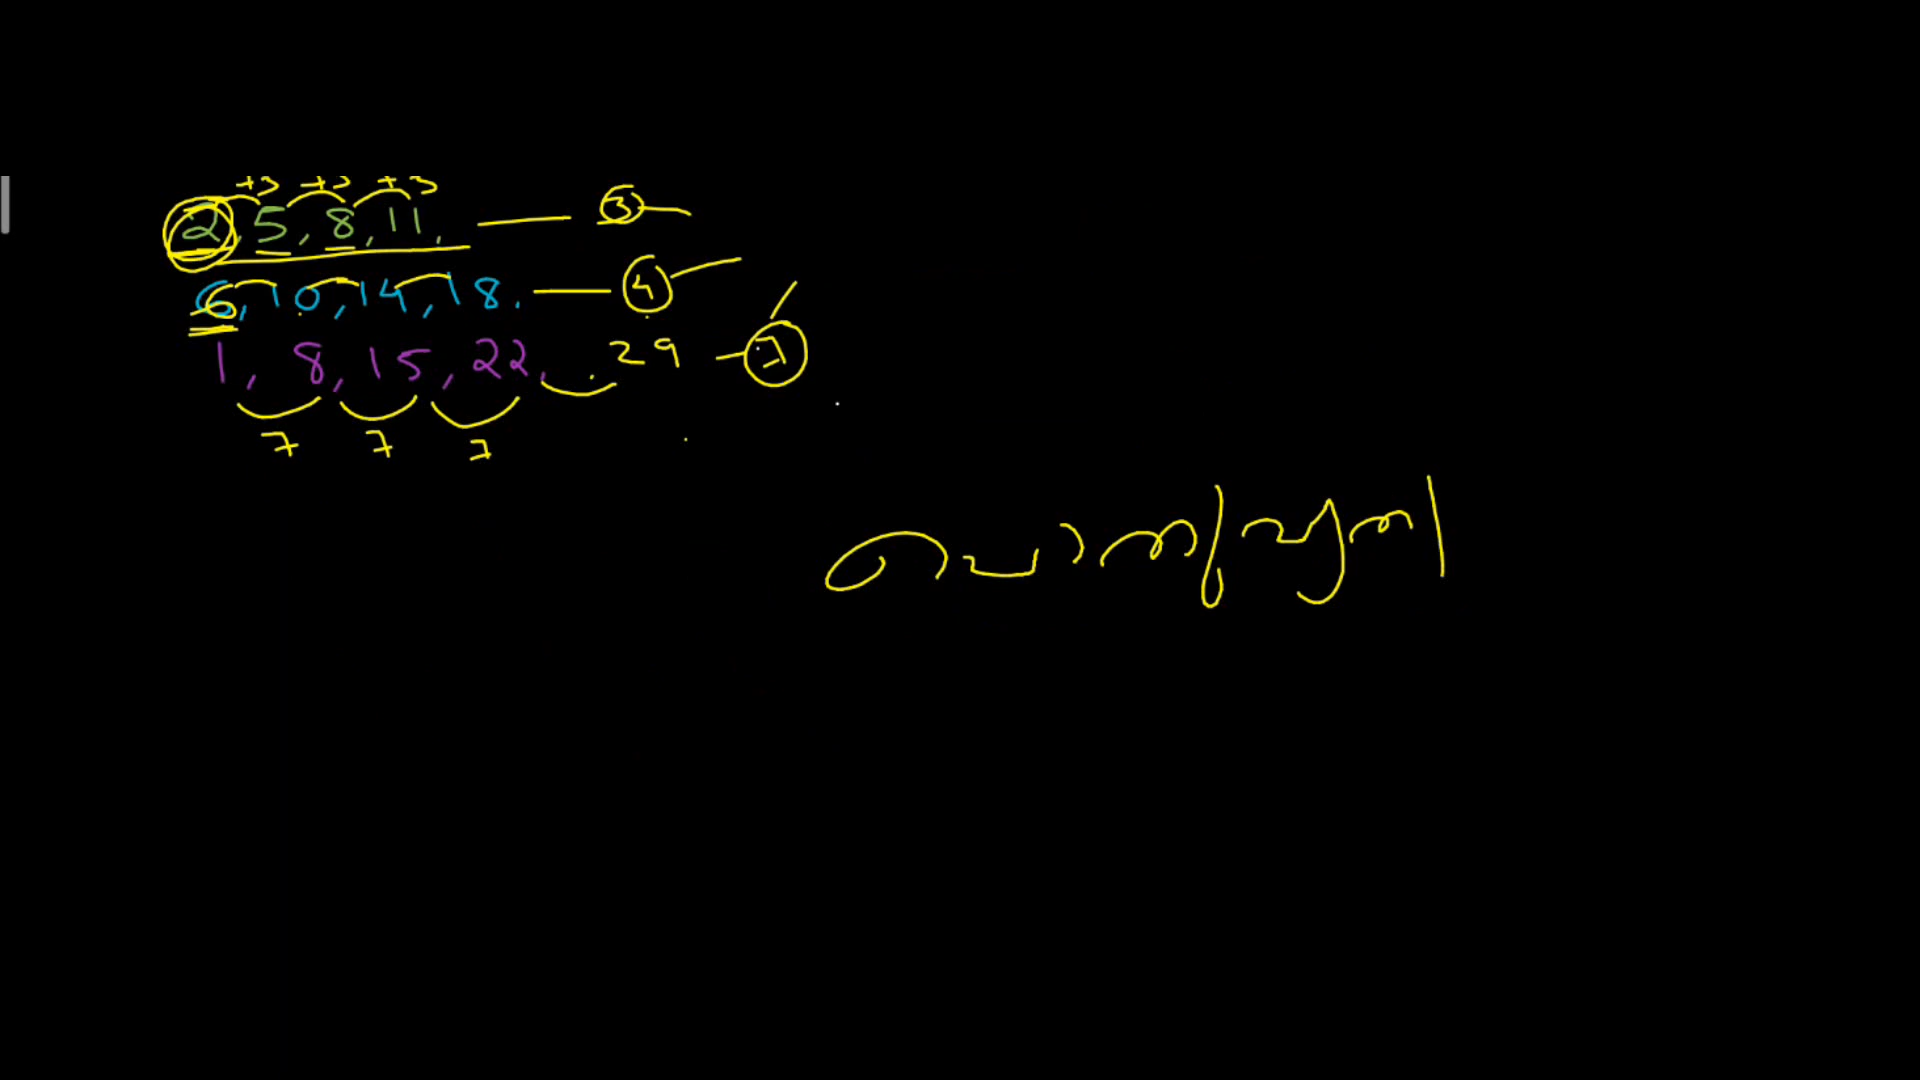 +3 +3 +3
2, 5, 8, 11, — 3
6, 10, 14, 18. — 4
1, 8, 15, 22, 29 — 7
7 7 7
പൊതുവ്യത